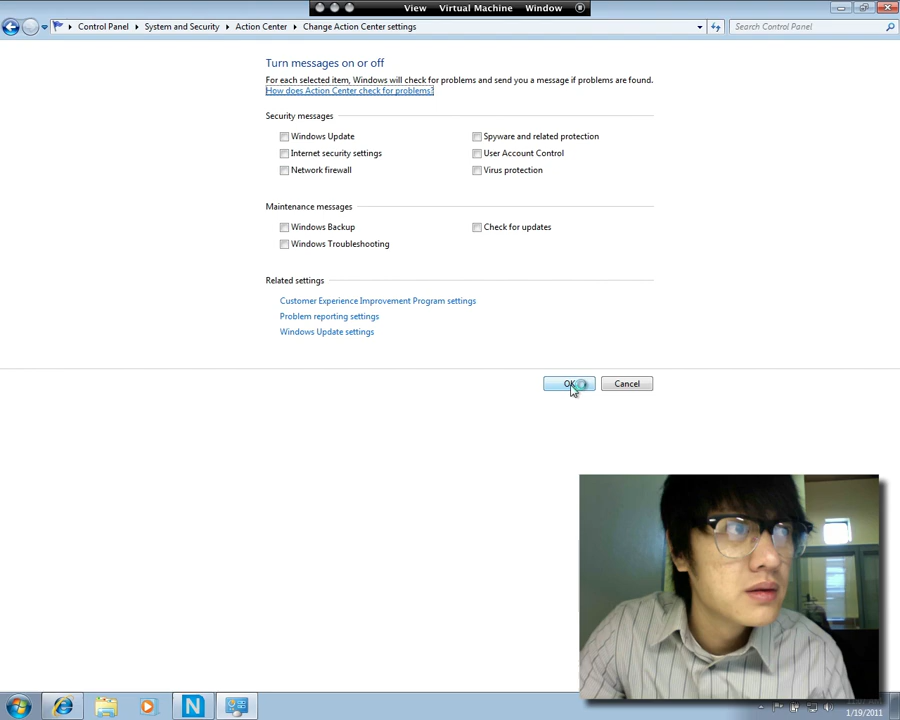 View Virtual Machine Window
Control Panel System and Security Action Center Change Action Center settings Search Control Panel
Turn messages on or off
For each selected item, Windows will check for problems and send you a message if problems are found.
How does Action Center check for problems?
Security messages
Windows Update Spyware and related protection
Internet security settings User Account Control
Network firewall Virus protection
Maintenance messages
Windows Backup Check for updates
Windows Troubleshooting
Related settings
Customer Experience Improvement Program settings
Problem reporting settings
Windows Update settings
OK Cancel
N
1/19/2011